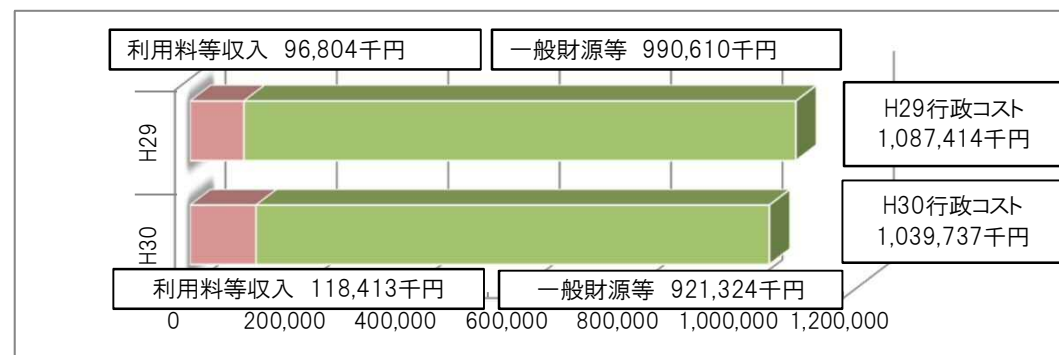 利用料等収入 96,804千円
一般財源等 990,610千円
H29行政コスト
1,087,414千円
H29
H30行政コスト
1,039,737千円
H30
利用料等収入 118,413千円
一般財源等 921,324千円
0 200,000 400,000 600,000 800,000 1,000,000 1,200,000